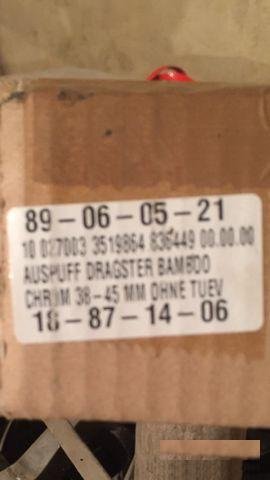 89-06-05-21
10 027003 3519864 836449 00.00.00
AUSPUFF DRAGSTER BAMBOO
CHROM 38-45 MM OHNE TUEV
18-87-14-06